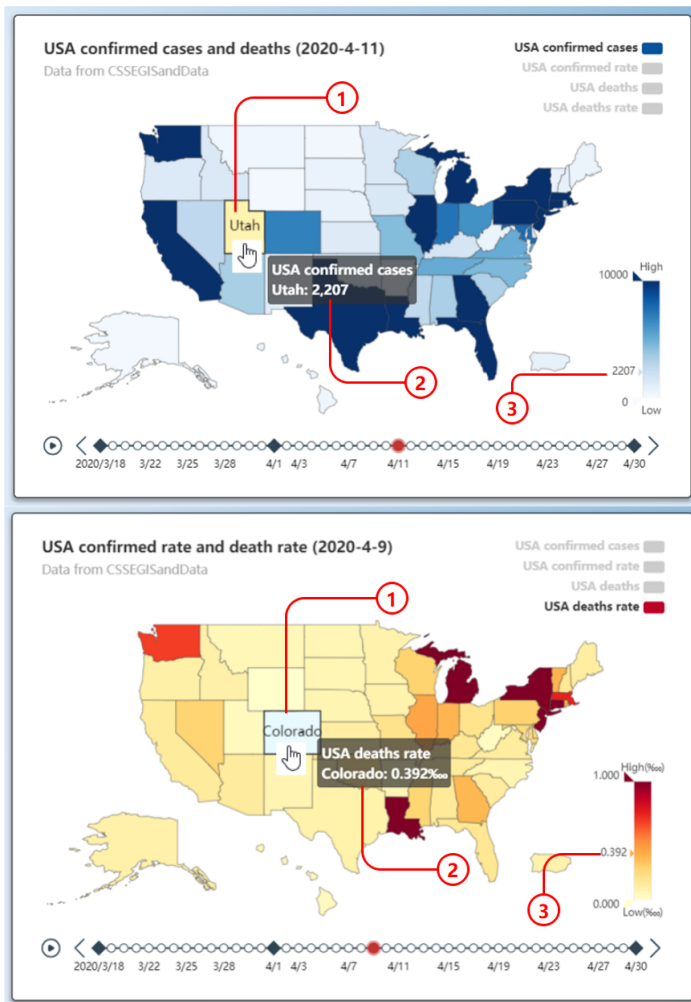 USA confirmed cases and deaths (2020-4-11)
Data from CSSEGISandData
USA confirmed cases
USA confirmed rate
USA deaths
USA deaths rate
1
Utah
USA confirmed cases
Utah: 2,207
2
High
10000
2207
0
Low
3
2020/3/18 3/22 3/25 3/28 4/1 4/3 4/7 4/11 4/15 4/19 4/23 4/27 4/30
USA confirmed rate and death rate (2020-4-9)
Data from CSSEGISandData
USA confirmed cases
USA confirmed rate
USA deaths
USA deaths rate
1
Colorado
USA deaths rate
Colorado: 0.392‱
2
High(‱)
1.000
0.392
0.000
Low(‱)
3
2020/3/18 3/22 3/25 3/28 4/1 4/3 4/7 4/11 4/15 4/19 4/23 4/27 4/30